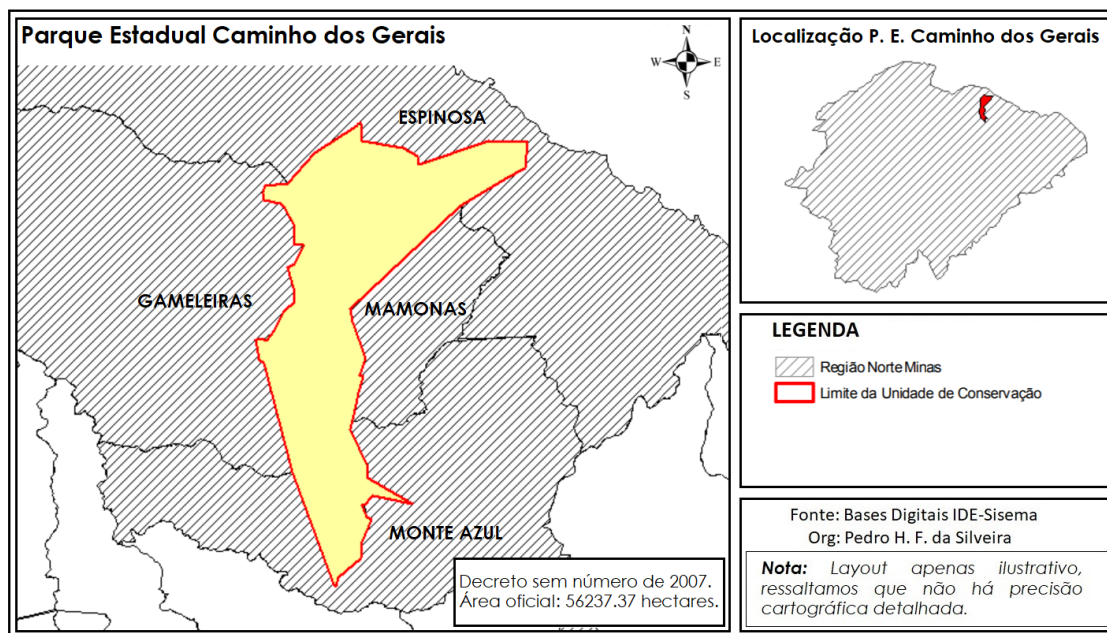 Parque Estadual Caminho dos Gerais
N
W
E
S
ESPINOSA
GAMELEIRAS
MAMONAS
MONTE AZUL
Decreto sem número de 2007.
Área oficial: 56237.37 hectares.
Localização P. E. Caminho dos Gerais
LEGENDA
Região Norte Minas
Limite da Unidade de Conservação
Fonte: Bases Digitais IDE-Sisema
Org: Pedro H. F. da Silveira
Nota: Layout apenas ilustrativo,
ressaltamos que não há precisão
cartográfica detalhada.